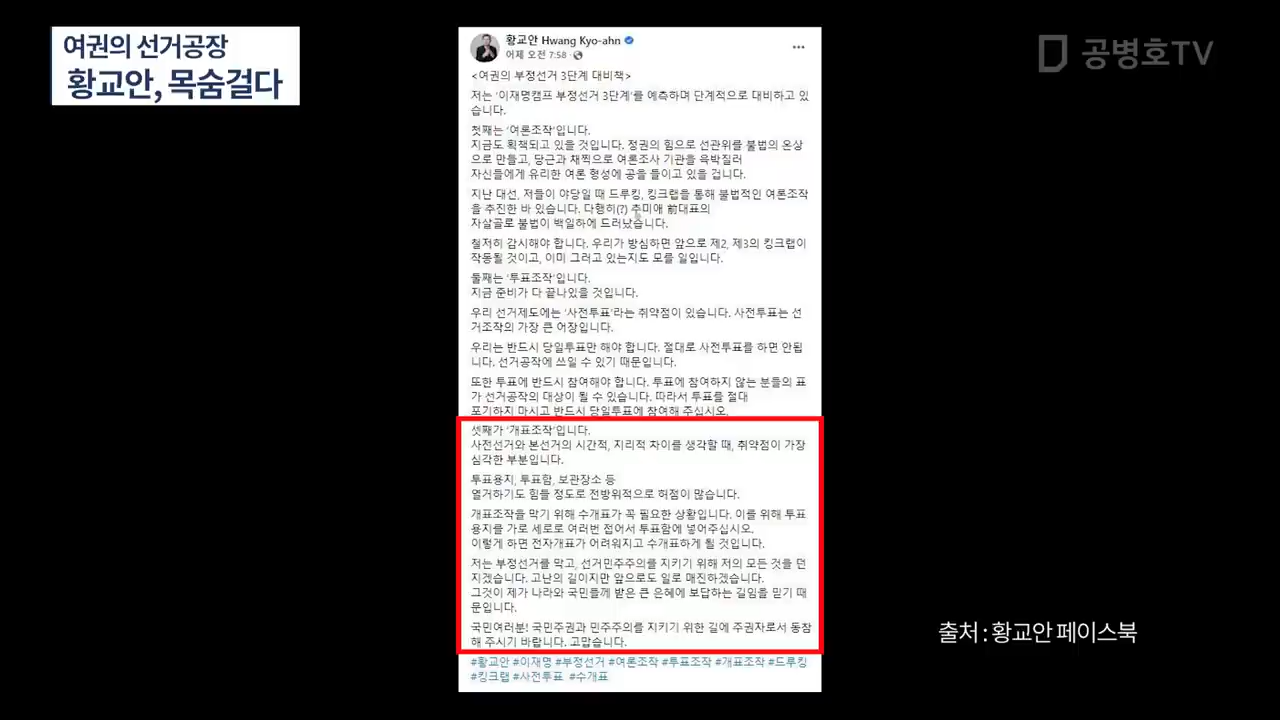 여권의 선거공장
황교안, 목숨걸다
공병호TV
황교안 Hwang Kyo-ahn
어제 오전 7:58 ·
<여권의 부정선거 3단계 대비책>
저는 '이재명캠프 부정선거 3단계'를 예측하며 단계적으로 대비하고 있
습니다.
첫째는 '여론조작'입니다.
지금도 획책되고 있을 것입니다. 정권의 힘으로 선관위를 불법의 온상
으로 만들고, 당근과 채찍으로 여론조사 기관을 윽박질러
자신들에게 유리한 여론 형성에 공을 들이고 있을 겁니다.
지난 대선, 저들이 야당일 때 드루킹, 킹크랩을 통해 불법적인 여론조작
을 추진한 바 있습니다. 다행히(?) 추미애 前대표의
자살골로 불법이 백일하에 드러났습니다.
철저히 감시해야 합니다. 우리가 방심하면 앞으로 제2, 제3의 킹크랩이
작동될 것이고, 이미 그러고 있는지도 모를 일입니다.
둘째는 '투표조작'입니다.
지금 준비가 다 끝나있을 것입니다.
우리 선거제도에는 '사전투표'라는 취약점이 있습니다. 사전투표는 선
거조작의 가장 큰 어장입니다.
우리는 반드시 당일투표만 해야 합니다. 절대로 사전투표를 하면 안됩
니다. 선거공작에 쓰일 수 있기 때문입니다.
또한 투표에 반드시 참여해야 합니다. 투표에 참여하지 않는 분들의 표
가 선거공작의 대상이 될 수 있습니다. 따라서 투표를 절대
포기하지 마시고 반드시 당일투표에 참여해 주십시오.
셋째가 '개표조작'입니다.
사전선거와 본선거의 시간적, 지리적 차이를 생각할 때, 취약점이 가장
심각한 부분입니다.
투표용지, 투표함, 보관장소 등
열거하기도 힘들 정도로 전방위적으로 허점이 많습니다.
개표조작을 막기 위해 수개표가 꼭 필요한 상황입니다. 이를 위해 투표
용지를 가로 세로로 여러번 접어서 투표함에 넣어주십시오.
이렇게 하면 전자개표가 어려워지고 수개표하게 될 것입니다.
저는 부정선거를 막고, 선거민주주의를 지키기 위해 저의 모든 것을 던
지겠습니다. 고난의 길이지만 앞으로도 일로 매진하겠습니다.
그것이 제가 나라와 국민들께 받은 큰 은혜에 보답하는 길임을 믿기 때
문입니다.
국민여러분! 국민주권과 민주주의를 지키기 위한 길에 주권자로서 동참
해 주시기 바랍니다. 고맙습니다.
#황교안 #이재명 #부정선거 #여론조작 #투표조작 #개표조작 #드루킹
#킹크랩 #사전투표 #수개표
출처 : 황교안 페이스북